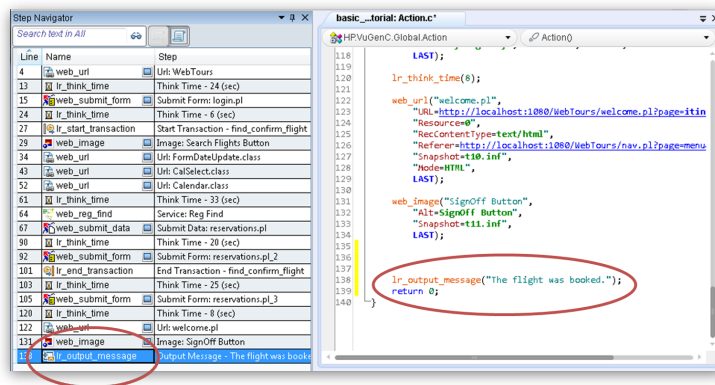 Step Navigator
Search text in All
Line Name Step
4 web_url Url: WebTours
13 lr_think_time Think Time - 24 (sec)
15 web_submit_form Submit Form: login.pl
24 lr_think_time Think Time - 6 (sec)
27 lr_start_transaction Start Transaction - find_confirm_flight
29 web_image Image: Search Flights Button
34 web_url Url: FormDateUpdate.class
43 web_url Url: CalSelect.class
52 web_url Url: Calendar.class
61 lr_think_time Think Time - 33 (sec)
64 web_reg_find Service: Reg Find
67 web_submit_data Submit Data: reservations.pl
90 lr_think_time Think Time - 20 (sec)
92 web_submit_form Submit Form: reservations.pl_2
101 lr_end_transaction End Transaction - find_confirm_flight
103 lr_think_time Think Time - 25 (sec)
105 web_submit_form Submit Form: reservations.pl_3
120 lr_think_time Think Time - 8 (sec)
122 web_url Url: welcome.pl
131 web_image Image: SignOff Button
138 lr_output_message Output Message - The flight was booke
basic_...torial: Action.c*
HP.VuGenC.Global.Action Action()
118 LAST);
119
120 lr_think_time(8);
121
122 web_url("welcome.pl",
123 "URL=http://localhost:1080/WebTours/welcome.pl?page=itin
124 "Resource=0",
125 "RecContentType=text/html",
126 "Referer=http://localhost:1080/WebTours/nav.pl?page=menu
127 "Snapshot=t10.inf",
128 "Mode=HTML",
129 LAST);
130
131 web_image("SignOff Button",
132 "Alt=SignOff Button",
133 "Snapshot=t11.inf",
134 LAST);
135
136
137
138 lr_output_message("The flight was booked.");
139 return 0;
140 }